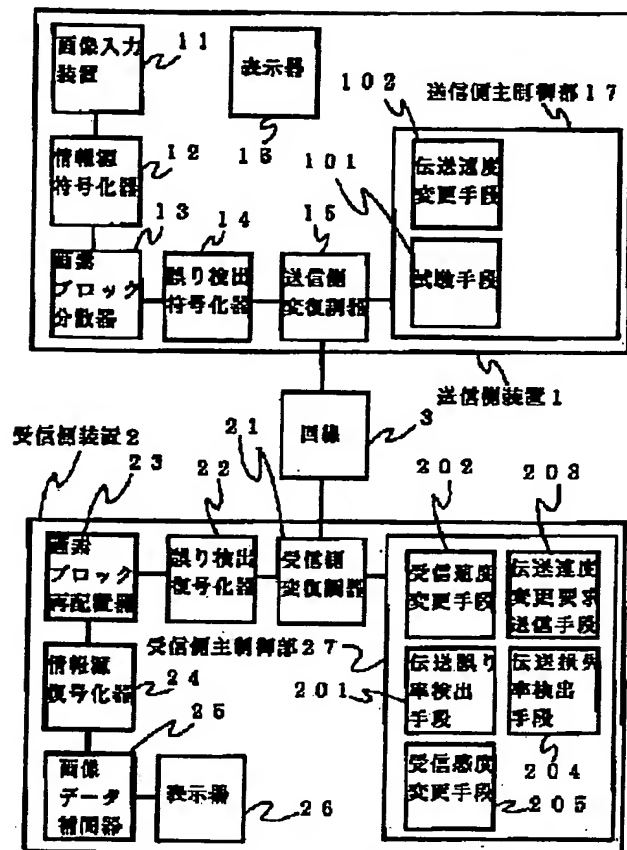 画像入力
装置
11
表示器
16
102
送信側主制御部17
伝送速度
変更手段
情報源
符号化器
12
101
試験手段
13
14
15
画素
ブロック
分散器
誤り検出
符号化器
送信側
変復調器
送信側装置1
回線
3
受信側装置2
23
22
21
202
203
画素
ブロック
再配置器
誤り検出
復号化器
受信側
変復調器
受信速度
変更手段
伝送速度
変更要求
送信手段
受信側主制御部27
情報源
復号化器
24
201
伝送誤り
率検出
手段
伝送損失
率検出
手段
204
25
画像
データ
補間器
表示器
26
受信感度
変更手段
205